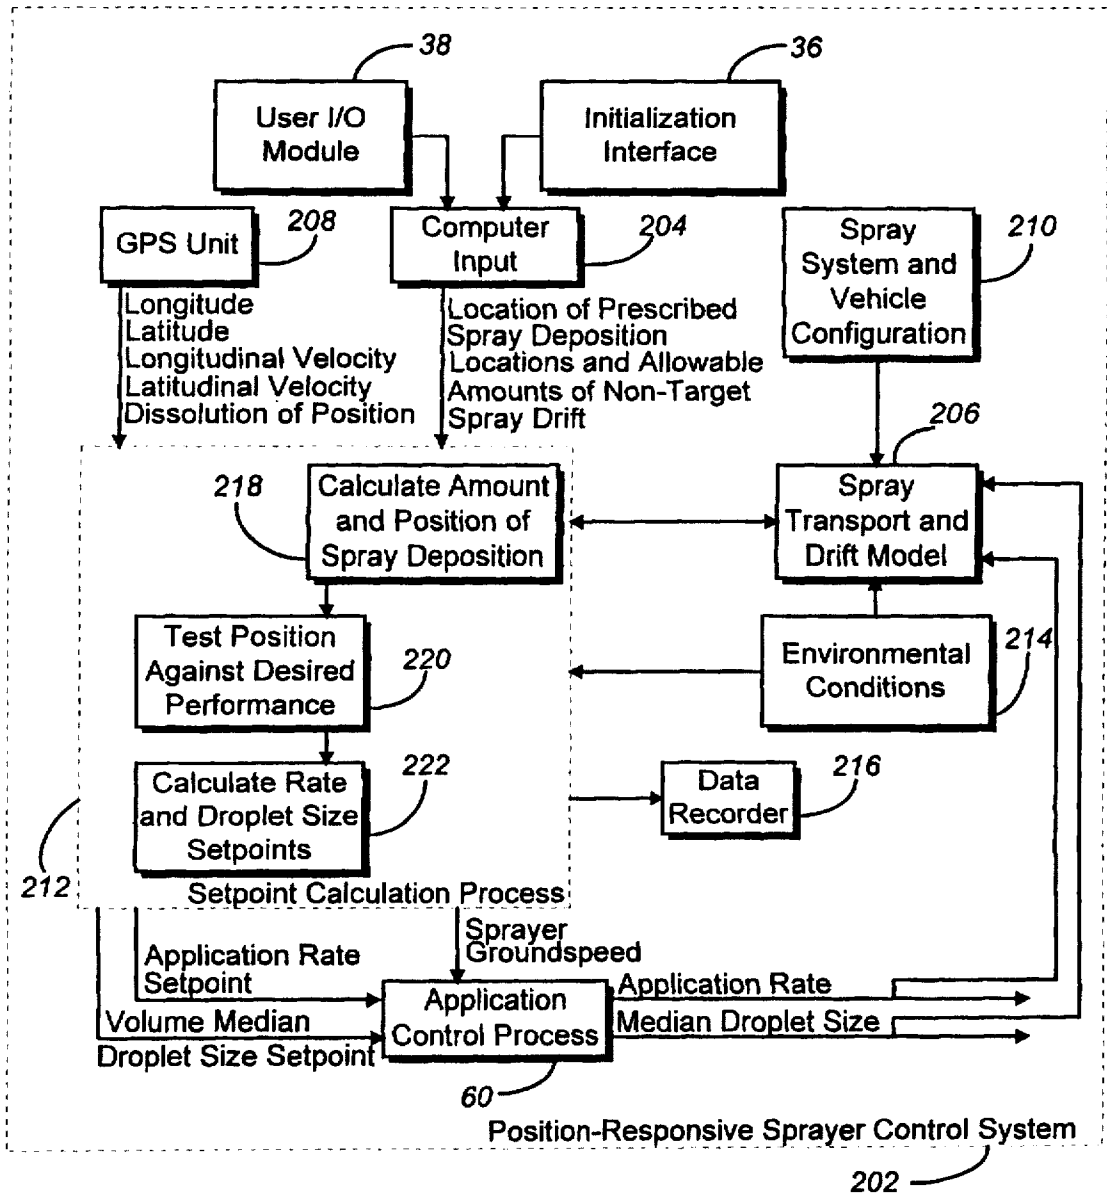 38
36
User I/O
Module
Initialization
Interface
208
GPS Unit
Computer
Input
204
Spray
System and
Vehicle
Configuration
210
Longitude
Latitude
Longitudinal Velocity
Latitudinal Velocity
Dissolution of Position
Location of Prescribed
Spray Deposition
Locations and Allowable
Amounts of Non-Target
Spray Drift
206
218
Calculate Amount
and Position of
Spray Deposition
Spray
Transport and
Drift Model
Test Position
Against Desired
Performance
220
Environmental
Conditions
214
Calculate Rate
and Droplet Size
Setpoints
222
Data
Recorder
216
212
Setpoint Calculation Process
Sprayer
Groundspeed
Application Rate
Setpoint
Volume Median
Droplet Size Setpoint
Application
Control Process
Application Rate
Median Droplet Size
60
Position-Responsive Sprayer Control System
202